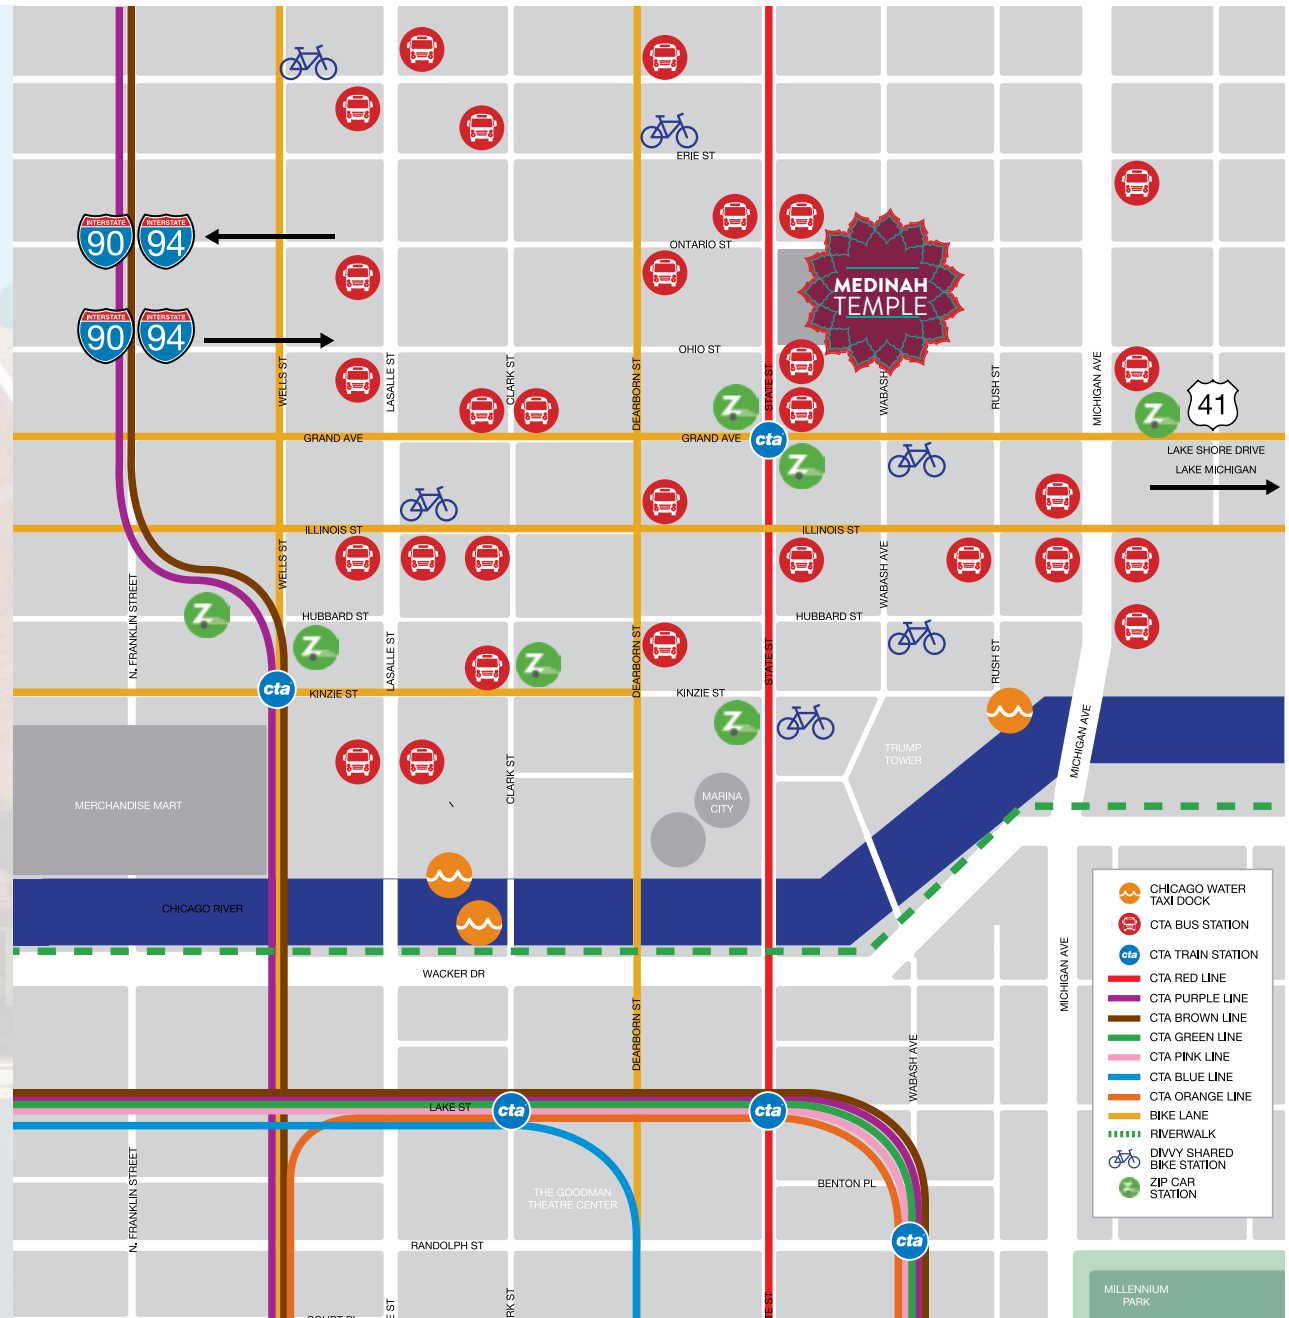 ERIE ST
INTERSTATE
90
INTERSTATE
94
ONTARIO ST
MEDINAH
TEMPLE
INTERSTATE
90
INTERSTATE
94
OHIO ST
WELLS ST
LASALLE ST
CLARK ST
DEARBORN ST
STATE ST
WABASH
RUSH ST
MICHIGAN AVE
Z
Z
41
GRAND AVE
GRAND AVE
cta
LAKE SHORE DRIVE
LAKE MICHIGAN
Z
ILLINOIS ST
ILLINOIS ST
WELLS ST
WABASH AVE
N. FRANKLIN STREET
Z
HUBBARD ST
HUBBARD ST
Z
LASALLE ST
Z
DEARBORN ST
STATE ST
RUSH ST
cta
KINZIE ST
KINZIE ST
Z
MICHIGAN AVE
TRUMP
TOWER
CLARK ST
MERCHANDISE MART
MARINA
CITY
CHICAGO RIVER
WACKER DR
MICHIGAN AVE
DEARBORN ST
WABASH AVE
CHICAGO WATER
TAXI DOCK
CTA BUS STATION
cta
CTA TRAIN STATION
CTA RED LINE
CTA PURPLE LINE
CTA BROWN LINE
CTA GREEN LINE
CTA PINK LINE
CTA BLUE LINE
CTA ORANGE LINE
BIKE LANE
RIVERWALK
DIVVY SHARED
BIKE STATION
Z
ZIP CAR
STATION
LAKE ST
cta
cta
N. FRANKLIN STREET
THE GOODMAN
THEATRE CENTER
BENTON PL
RANDOLPH ST
cta
MILLENNIUM
PARK